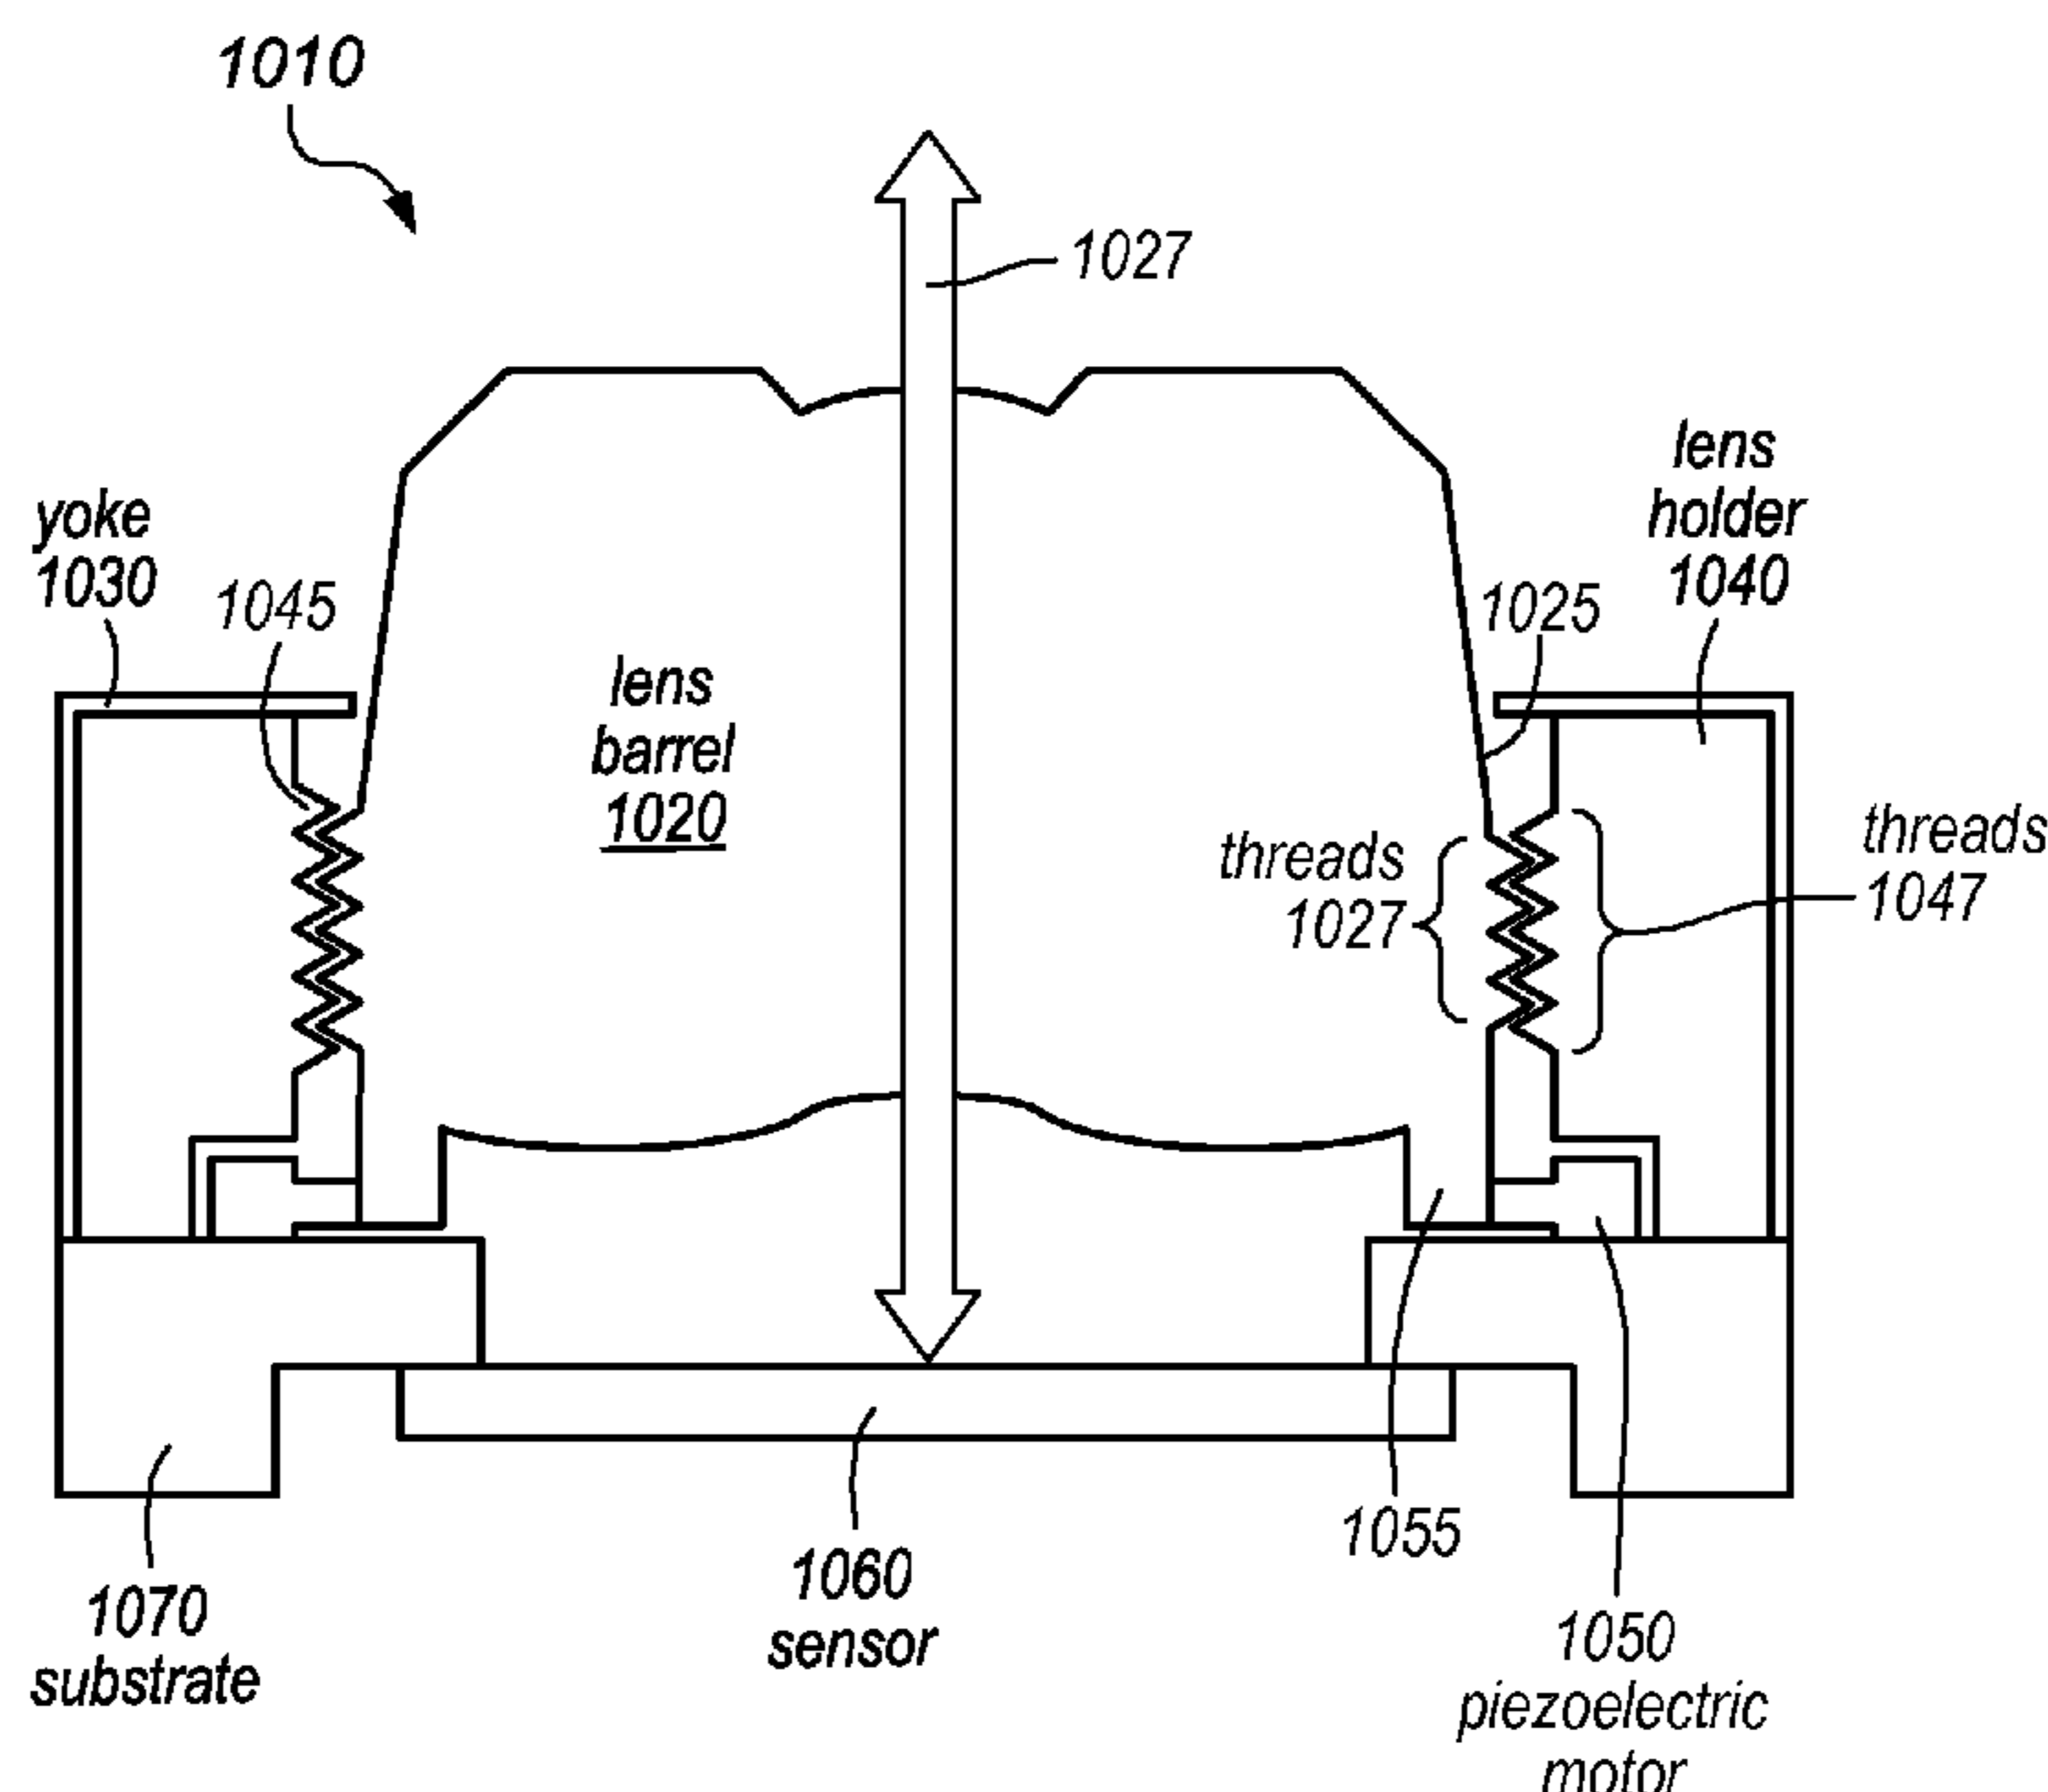 1010
1027
lens
holder
1040
yoke
1030
1045
1025
lens
barrel
1020
threads
1027
threads
1047
1055
1060
sensor
1070
substrate
1050
piezoelectric
motor